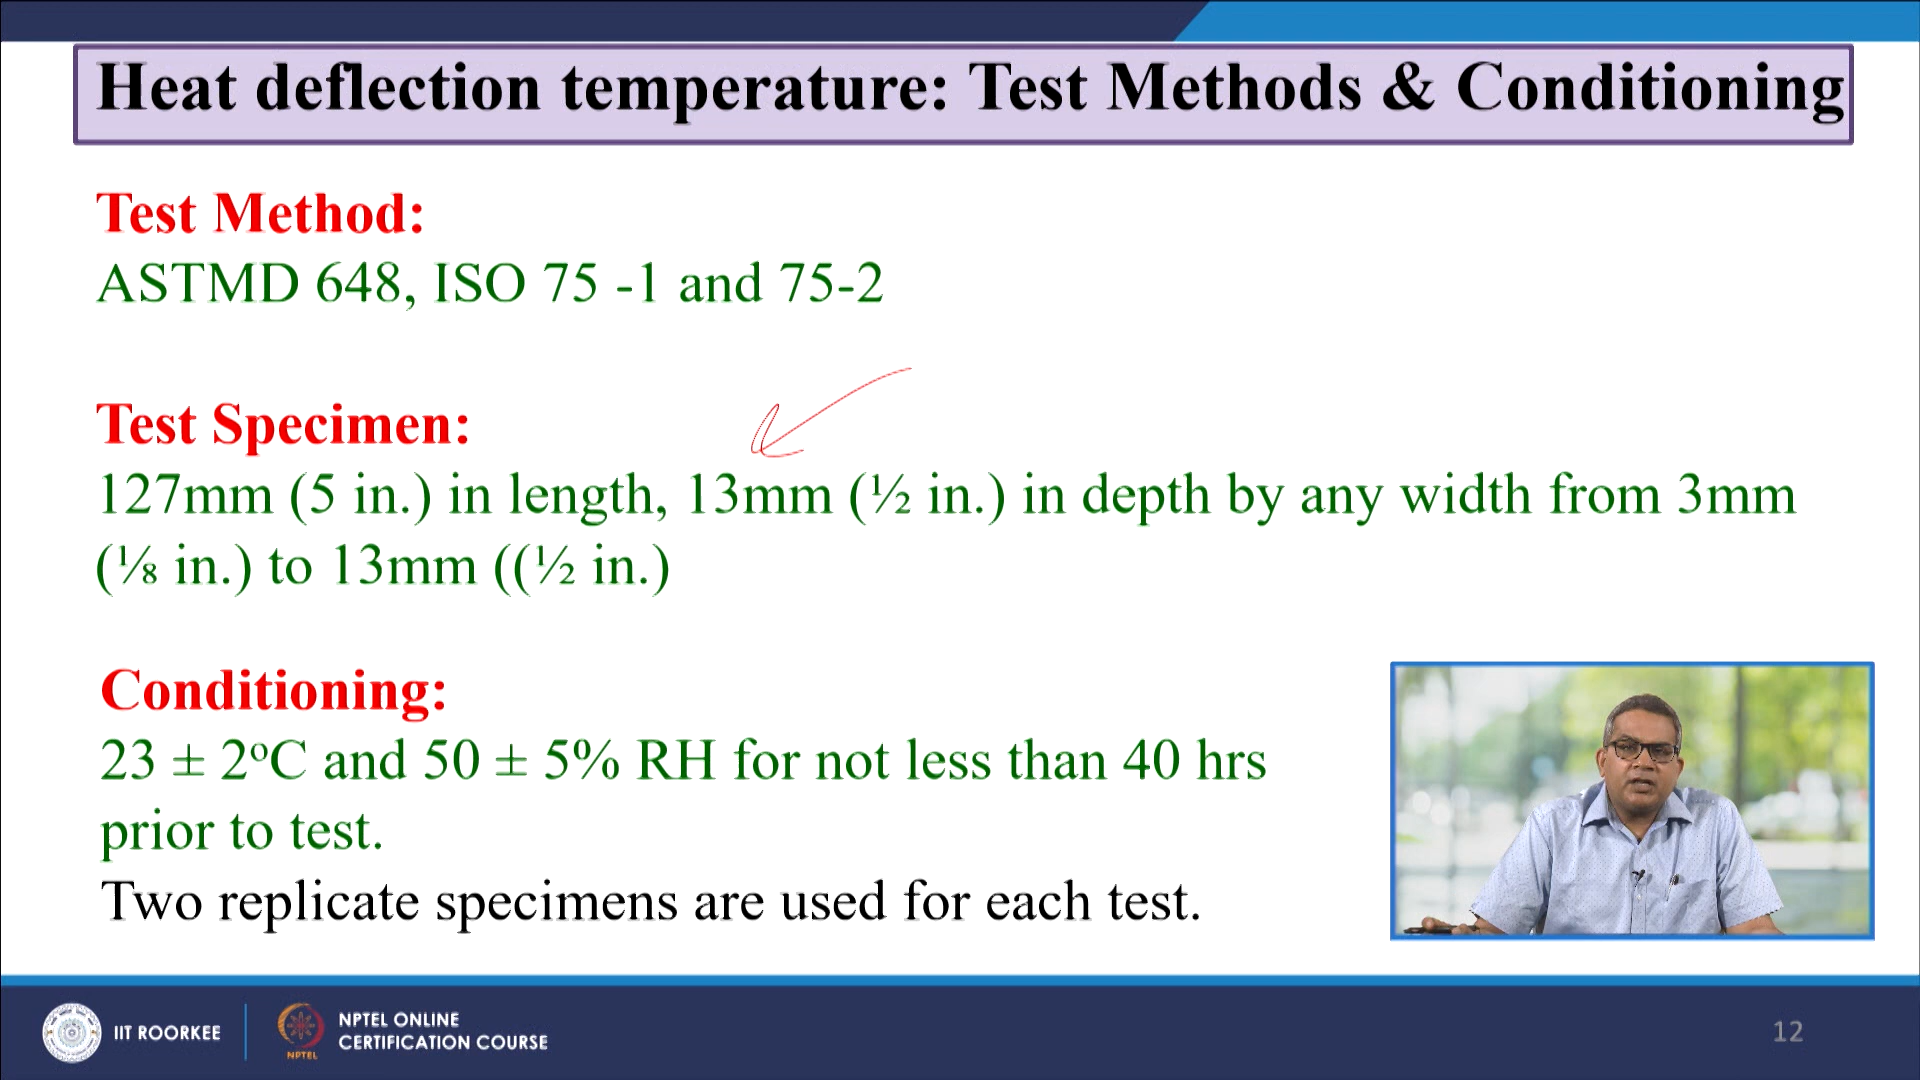 Heat deflection temperature: Test Methods & Conditioning
Test Method:
ASTMD 648, ISO 75 -1 and 75-2
Test Specimen:
127mm (5 in.) in length, 13mm (½ in.) in depth by any width from 3mm
(⅛ in.) to 13mm ((½ in.)
Conditioning:
23 ± 2ºC and 50 ± 5% RH for not less than 40 hrs
prior to test.
Two replicate specimens are used for each test.
IIT ROORKEE
NPTEL
NPTEL ONLINE
CERTIFICATION COURSE
12